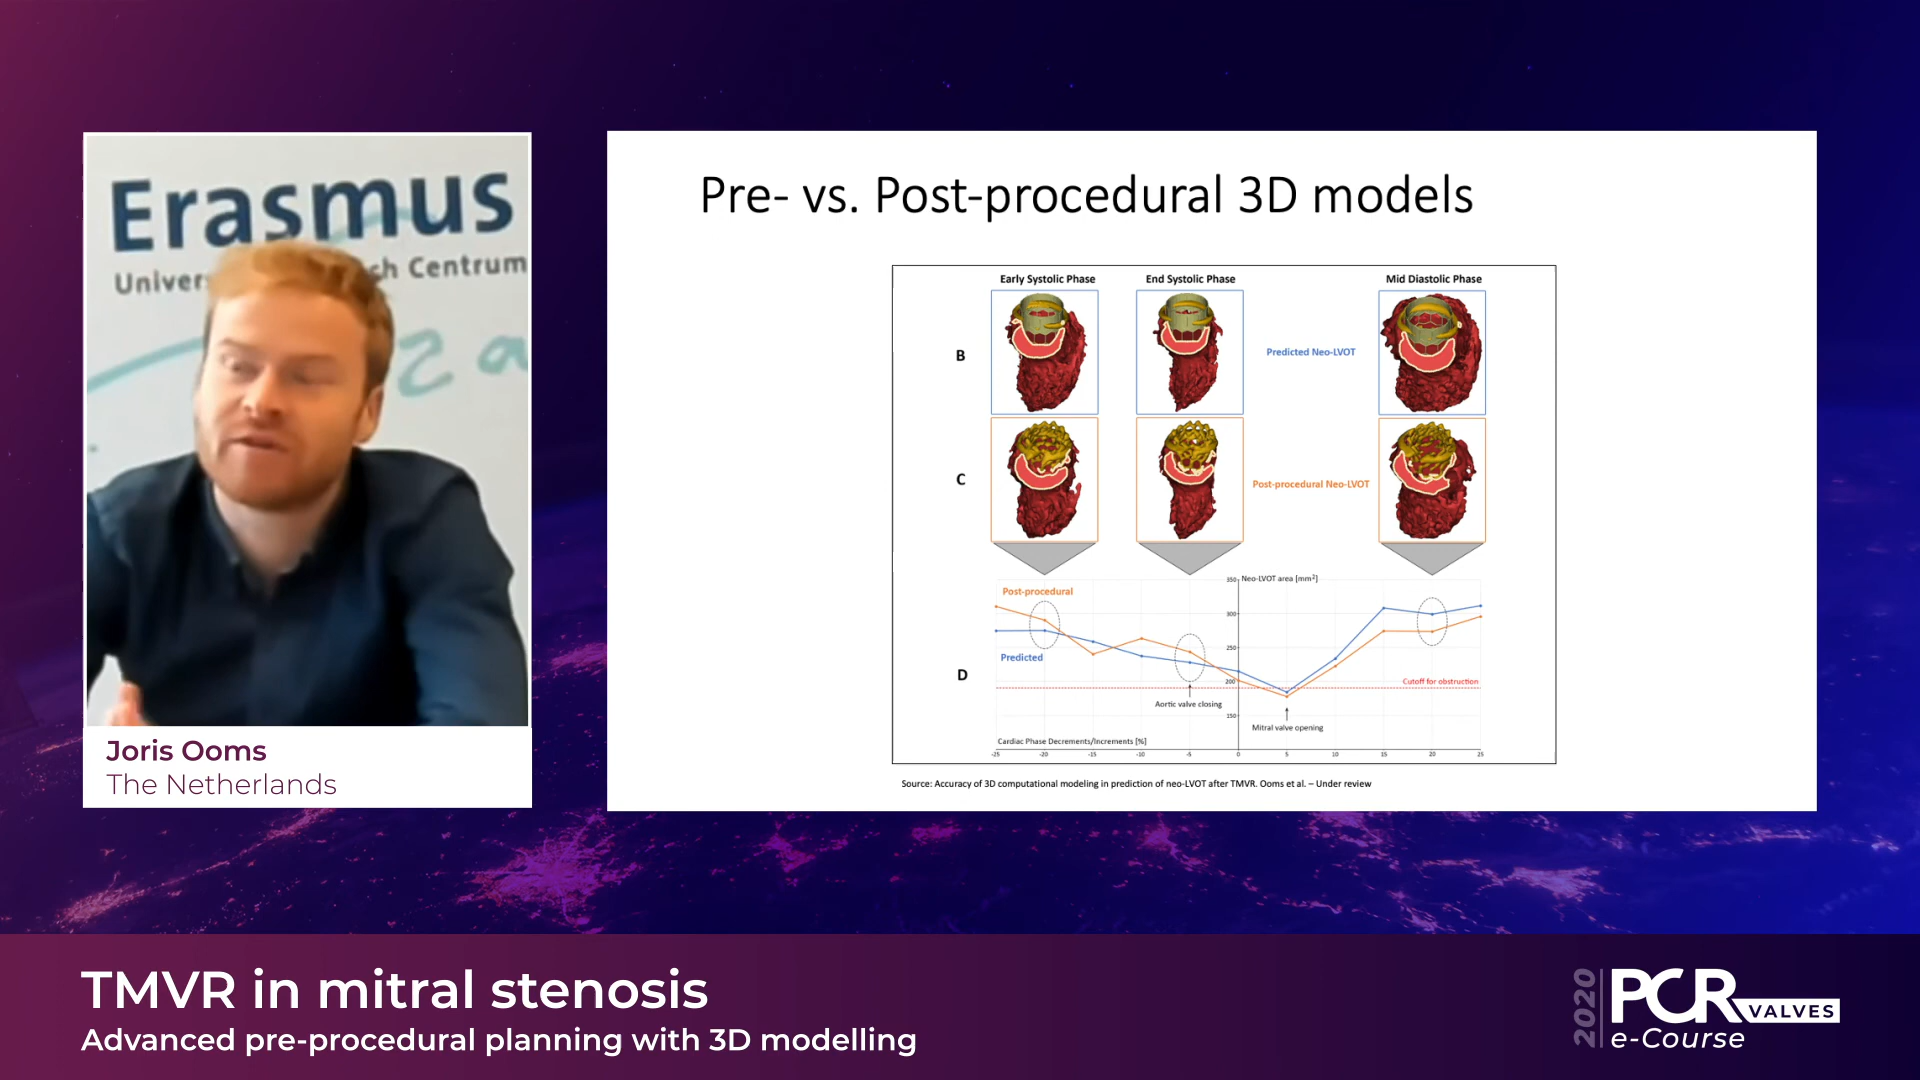 Erasmus
Centrum
Joris Ooms
The Netherlands
Pre- vs. Post-procedural 3D models
Early Systolic Phase
End Systolic Phase
Mid Diastolic Phase
B
Predicted Neo-LVOT
C
Post-procedural Neo-LVOT
D
Post-procedural
Predicted
Neo-LVOT area [mm²]
350
300
250
200
150
Cutoff for obstruction
Aortic valve closing
Mitral valve opening
Cardiac Phase Decrements/Increments [%]
-25 -20 -15 -10 -5 0 5 10 15 20 25
Source: Accuracy of 3D computational modeling in prediction of neo-LVOT after TMVR. Ooms et al. – Under review
TMVR in mitral stenosis
Advanced pre-procedural planning with 3D modelling
2020
PCR
VALVES
e-Course